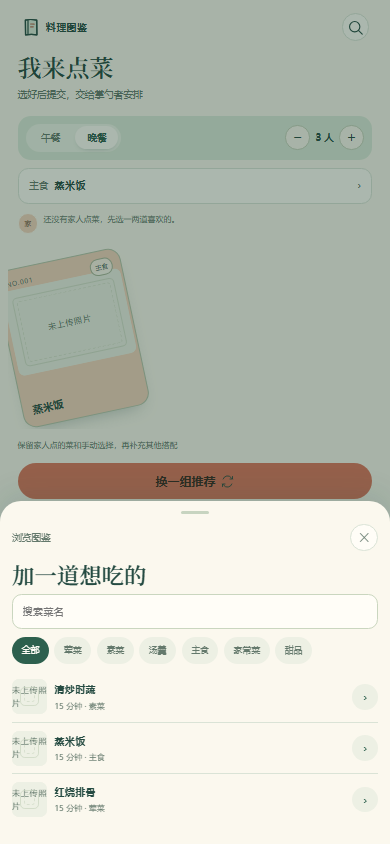 料理图鉴
我来点菜
选好后提交，交给掌勺者安排
午餐 晚餐 − 3 人 +
主食 蒸米饭 ›
家 还没有家人点菜，先选一两道喜欢的。
NO.001 主食
未上传照片
蒸米饭
保留家人点的菜和手动选择，再补充其他搭配
换一组推荐
浏览图鉴
加一道想吃的
搜索菜名
全部 荤菜 素菜 汤羹 主食 家常菜 甜品
未上传照片
清炒时蔬
15 分钟 · 素菜
未上传照片
蒸米饭
15 分钟 · 主食
未上传照片
红烧排骨
15 分钟 · 荤菜